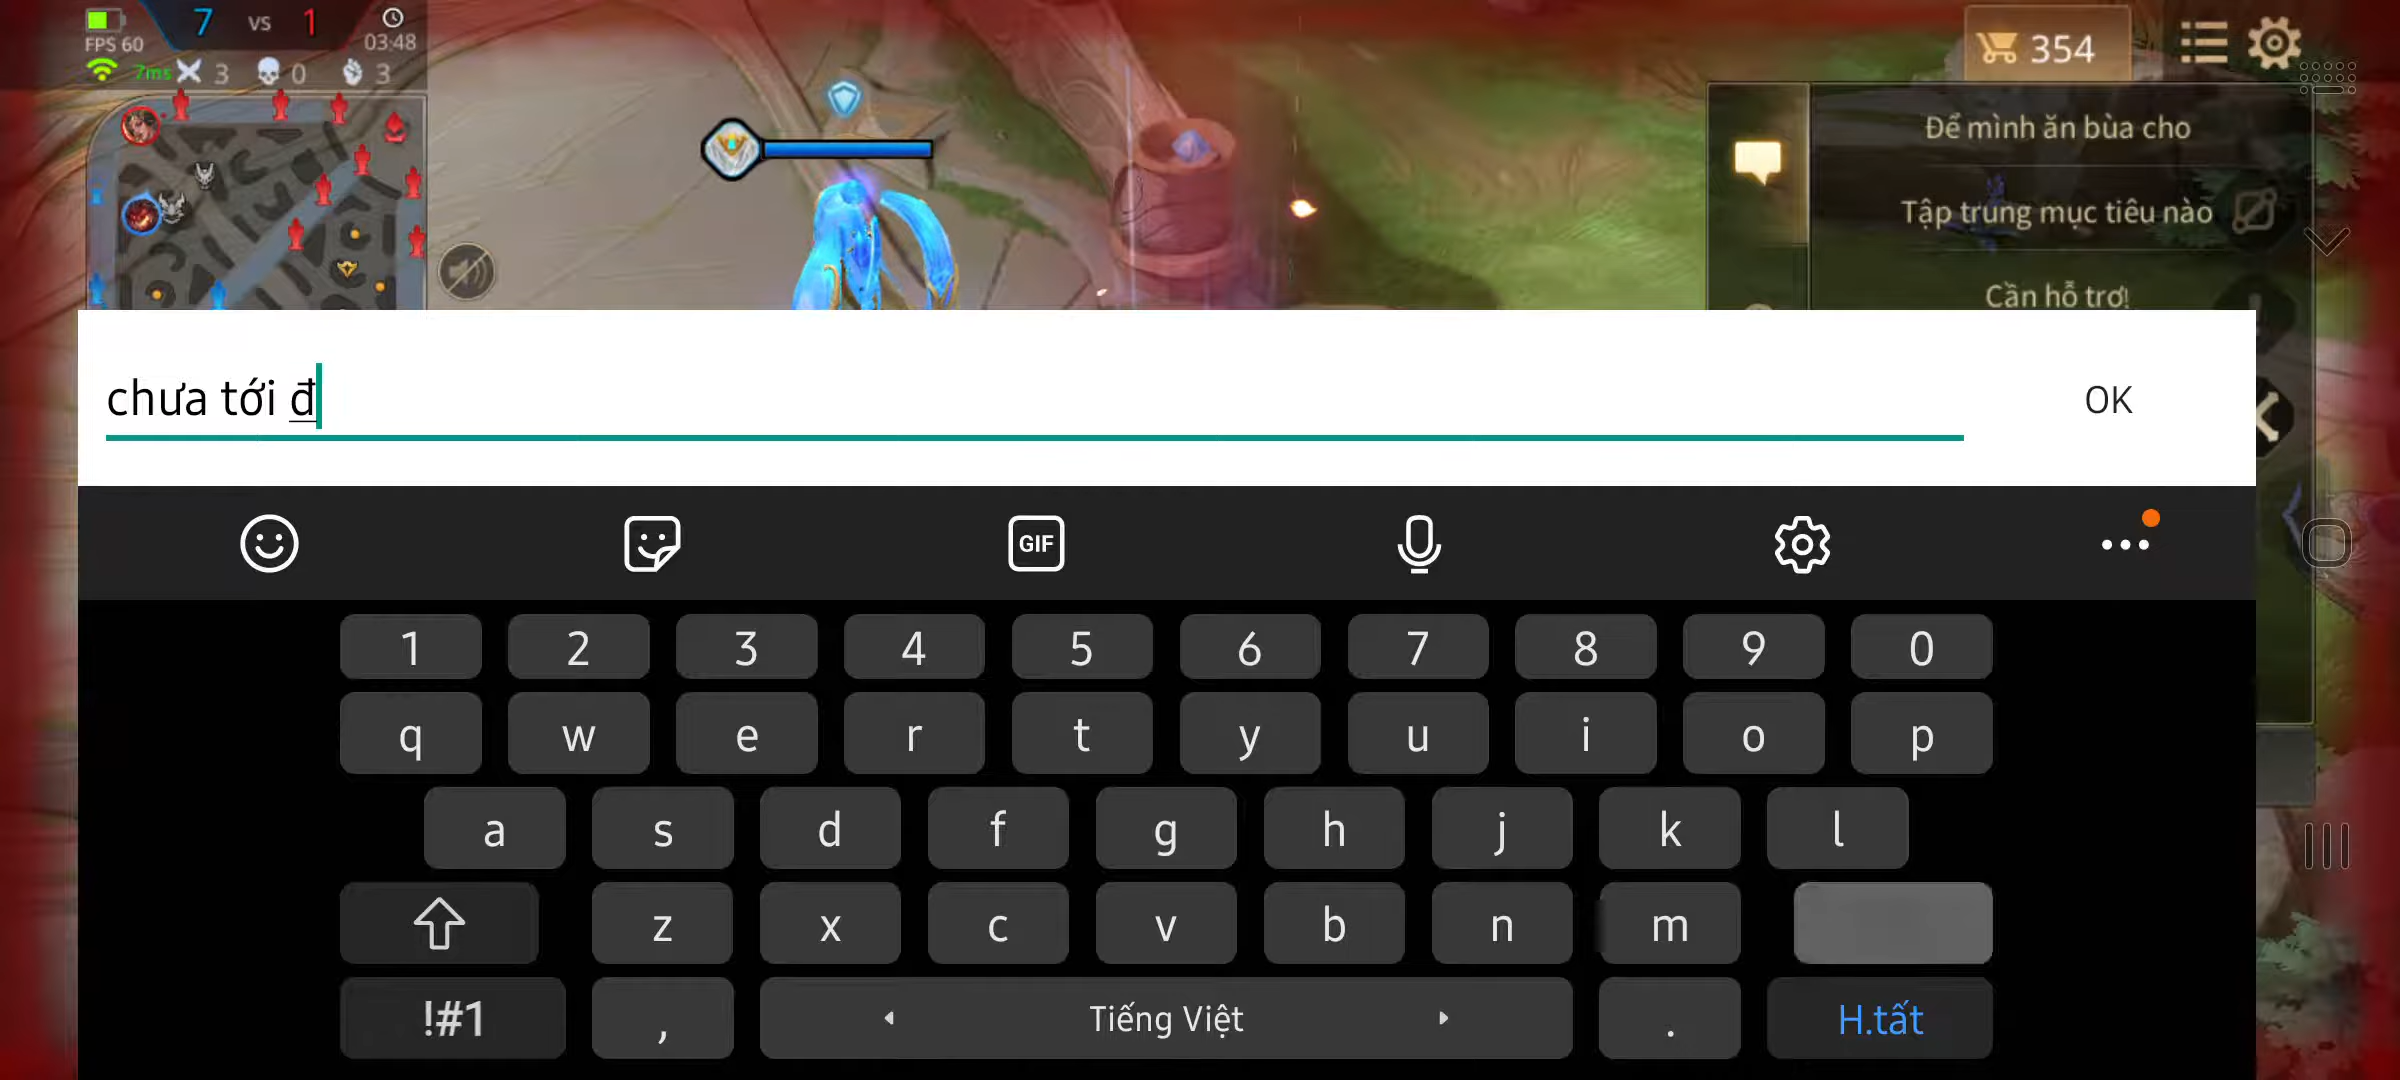 7 vs 1
FPS 60
03:48
7ms 3 0 3
354
Để mình ăn bùa cho
Tập trung mục tiêu nào
Cần hỗ trợ!
chưa tới đ
OK
GIF
1 2 3 4 5 6 7 8 9 0
q w e r t y u i o p
a s d f g h j k l
z x c v b n m
!#1 , Tiếng Việt . H.tất